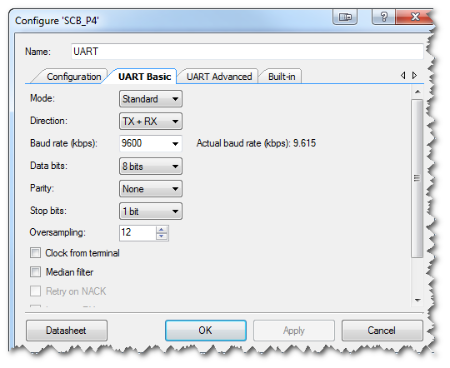 Configure 'SCB_P4'
Name: UART
Configuration UART Basic UART Advanced Built-in
Mode: Standard
Direction: TX + RX
Baud rate (kbps): 9600 Actual baud rate (kbps): 9.615
Data bits: 8 bits
Parity: None
Stop bits: 1 bit
Oversampling: 12
Clock from terminal
Median filter
Retry on NACK
Datasheet OK Apply Cancel